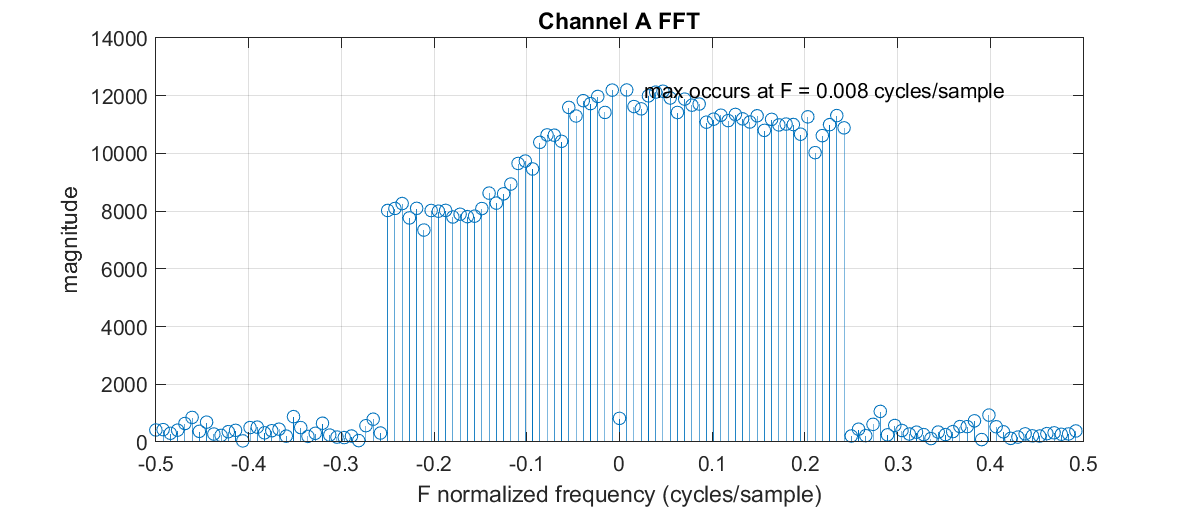 Channel A FFT
14000
12000
10000
8000
6000
4000
2000
0
magnitude
max occurs at F = 0.008 cycles/sample
-0.5 -0.4 -0.3 -0.2 -0.1 0 0.1 0.2 0.3 0.4 0.5
F normalized frequency (cycles/sample)